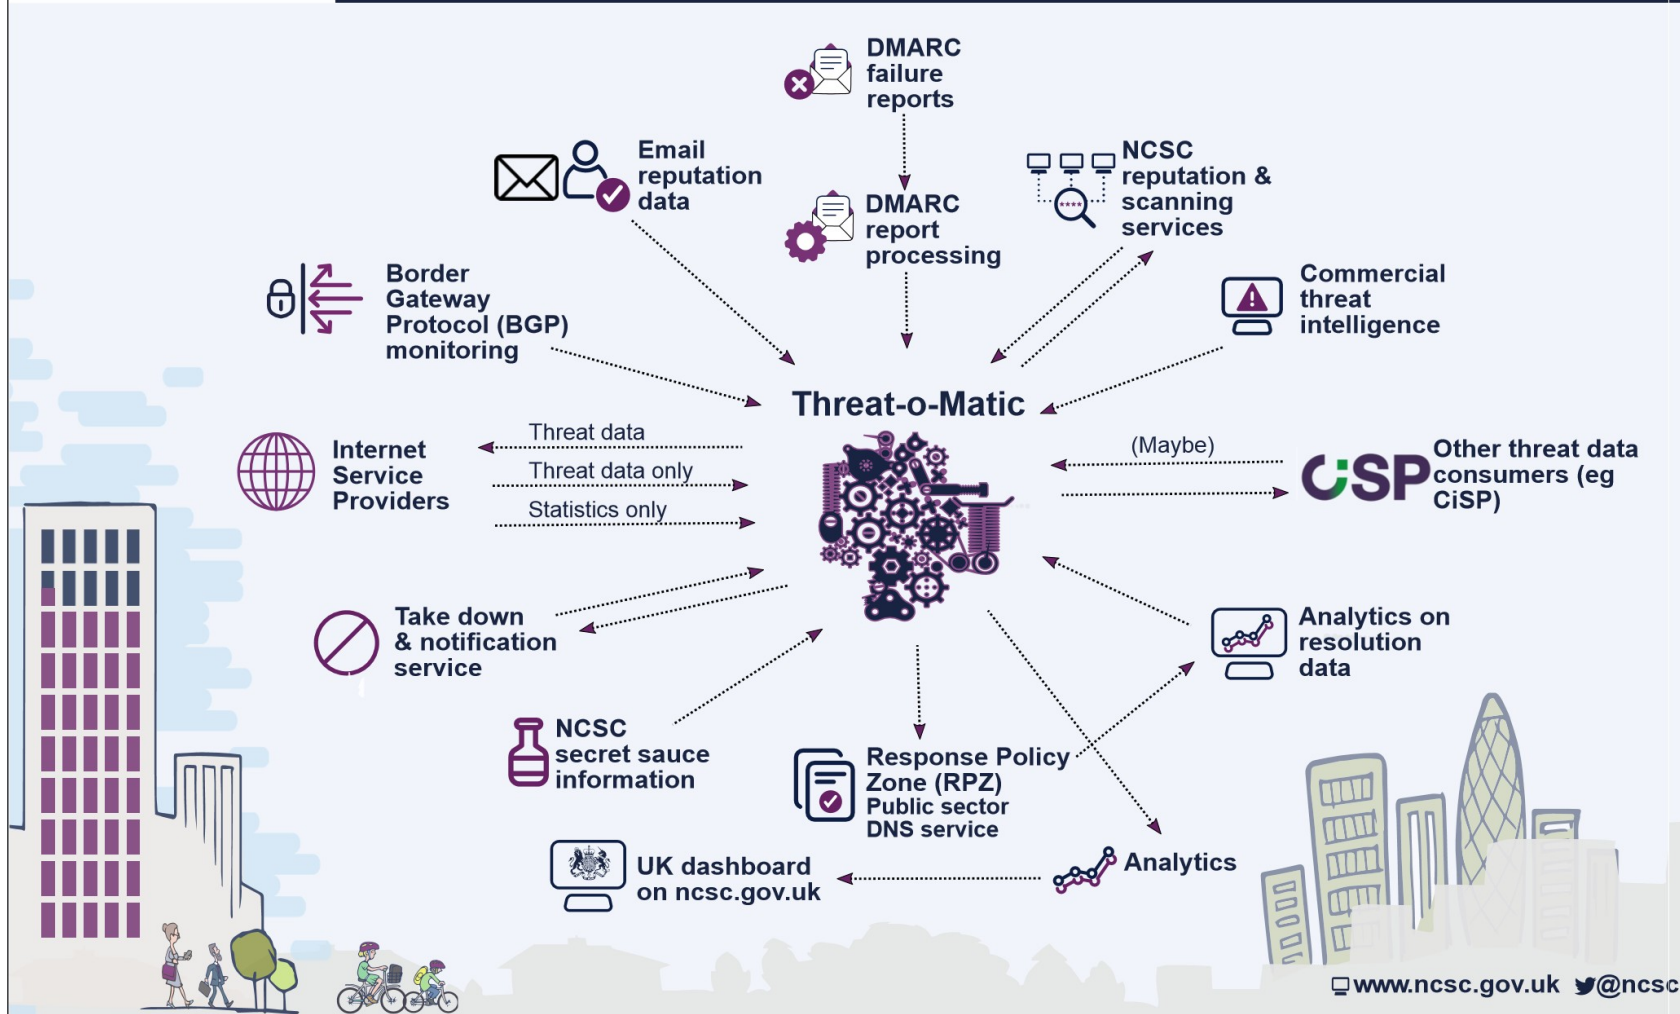 DMARC
failure
reports
Email
reputation
data
DMARC
report
processing
NCSC
reputation &
scanning
services
****
Border
Gateway
Protocol (BGP)
monitoring
Commercial
threat
intelligence
Threat-o-Matic
Internet
Service
Providers
Threat data
Threat data only
Statistics only
(Maybe)
CiSP
Other threat data
consumers (eg
CiSP)
Take down
& notification
service
Analytics on
resolution
data
NCSC
secret sauce
information
Response Policy
Zone (RPZ)
Public sector
DNS service
UK dashboard
on ncsc.gov.uk
Analytics
www.ncsc.gov.uk @ncsc